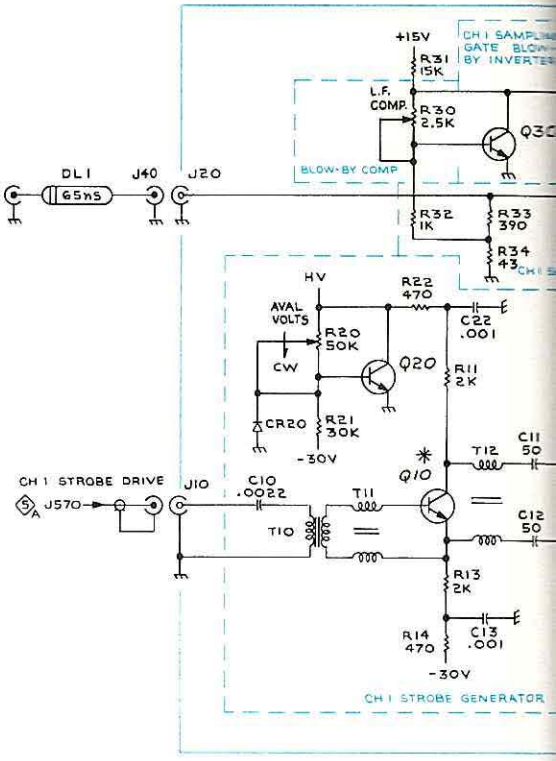 +15V
CH 1 SAMPLING
GATE BLOW-
BY INVERTER
R31
15K
L.F.
COMP.
R30
2.5K
Q30
BLOW-BY COMP
DL1
J40
J20
65nS
R32
1K
R33
390
R34
43
CH 1 S
HV
R22
470
AVAL
VOLTS
R20
50K
CW
C22
.001
Q20
R11
2K
CR20
R21
30K
-30V
C11
50
T12
*
Q10
CH 1 STROBE DRIVE
J10
C10
.0022
5
A
J570
T11
T10
C12
50
R13
2K
R14
470
C13
.001
-30V
CH 1 STROBE GENERATOR